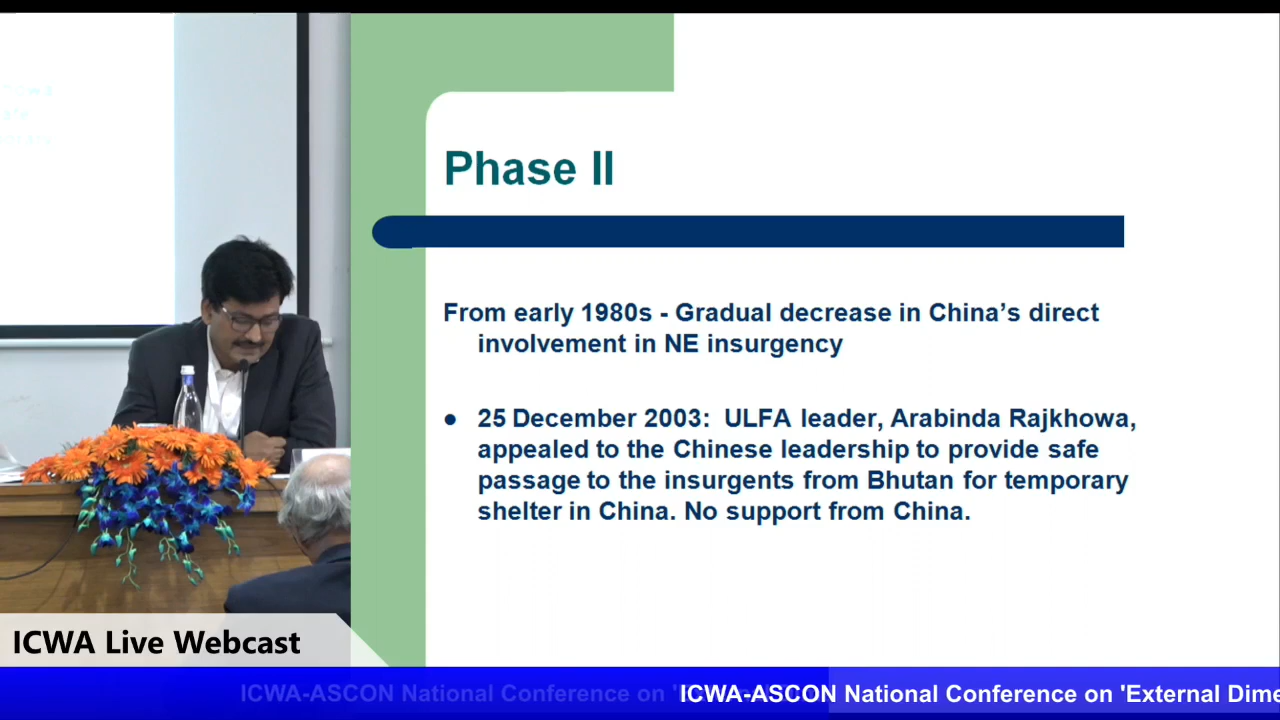 Phase II
From early 1980s - Gradual decrease in China’s direct
involvement in NE insurgency
● 25 December 2003: ULFA leader, Arabinda Rajkhowa,
appealed to the Chinese leadership to provide safe
passage to the insurgents from Bhutan for temporary
shelter in China. No support from China.
ICWA Live Webcast
ICWA-ASCON National Conference on ' ICWA-ASCON National Conference on 'External Dime